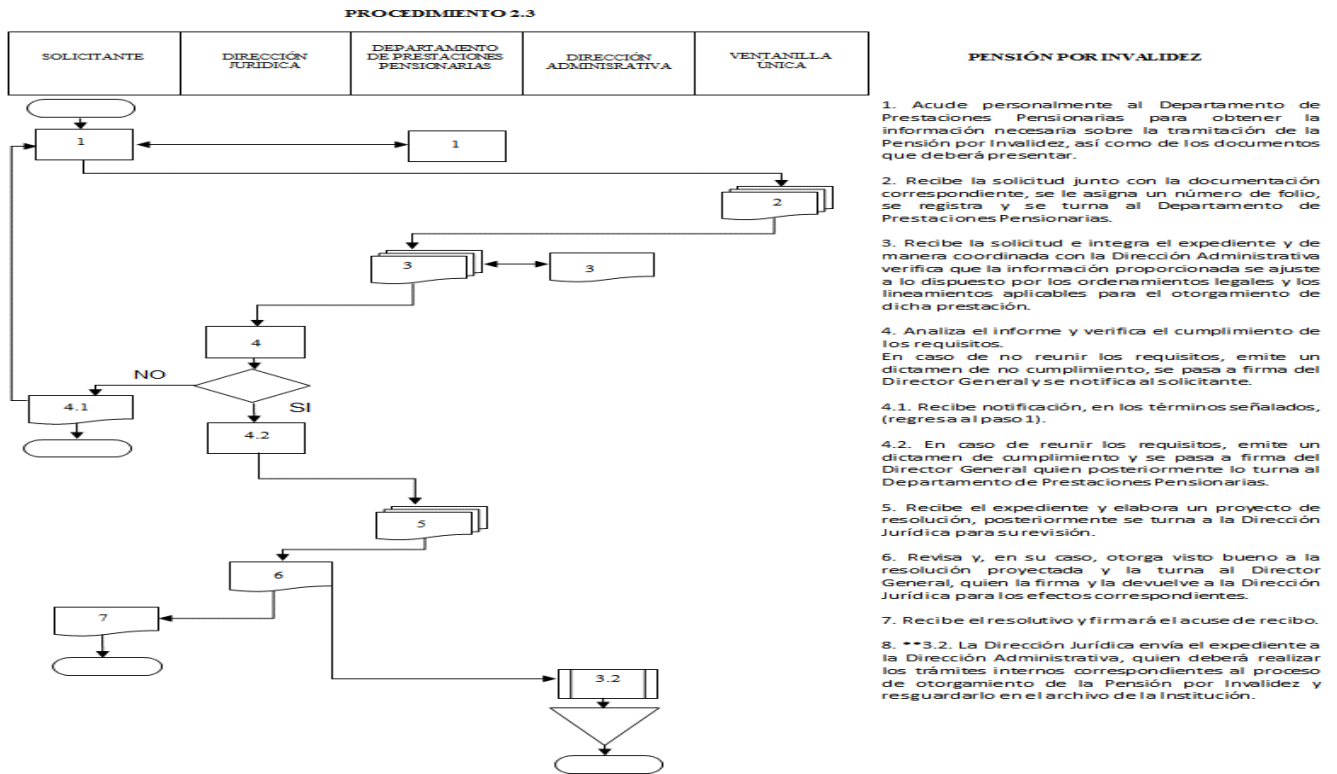 PROCEDIMIENTO 2.3
SOLICITANTE
DIRECCIÓN
JURIDICA
DEPARTAMENTO
DE PRESTACIONES
PENSIONARIAS
DIRECCIÓN
ADMINISRATIVA
VENTANILLA
ÚNICA
1
1
2
3
3
4
NO
SI
4.1
4.2
5
6
7
3.2
PENSIÓN POR INVALIDEZ
1. Acude personalmente al Departamento de
Prestaciones Pensionarias para obtener la
información necesaria sobre la tramitación de la
Pensión por Invalidez, así como de los documentos
que deberá presentar.
2. Recibe la solicitud junto con la documentación
correspondiente, se le asigna un número de folio,
se registra y se turna al Departamento de
Prestaciones Pensionarias.
3. Recibe la solicitud e integra el expediente y de
manera coordinada con la Dirección Administrativa
verifica que la información proporcionada se ajuste
a lo dispuesto por los ordenamientos legales y los
lineamientos aplicables para el otorgamiento de
dicha prestación.
4. Analiza el informe y verifica el cumplimiento de
los requisitos.
En caso de no reunir los requisitos, emite un
dictamen de no cumplimiento, se pasa a firma del
Director General y se notifica al solicitante.
4.1. Recibe notificación, en los términos señalados,
(regresa al paso 1).
4.2. En caso de reunir los requisitos, emite un
dictamen de cumplimiento y se pasa a firma del
Director General quien posteriormente lo turna al
Departamento de Prestaciones Pensionarias.
5. Recibe el expediente y elabora un proyecto de
resolución, posteriormente se turna a la Dirección
Jurídica para su revisión.
6. Revisa y, en su caso, otorga visto bueno a la
resolución proyectada y la turna al Director
General, quien la firma y la devuelve a la Dirección
Jurídica para los efectos correspondientes.
7. Recibe el resolutivo y firmará el acuse de recibo.
8. **3.2. La Dirección Jurídica envía el expediente a
la Dirección Administrativa, quien deberá realizar
los trámites internos correspondientes al proceso
de otorgamiento de la Pensión por Invalidez y
resguardarlo en el archivo de la Institución.